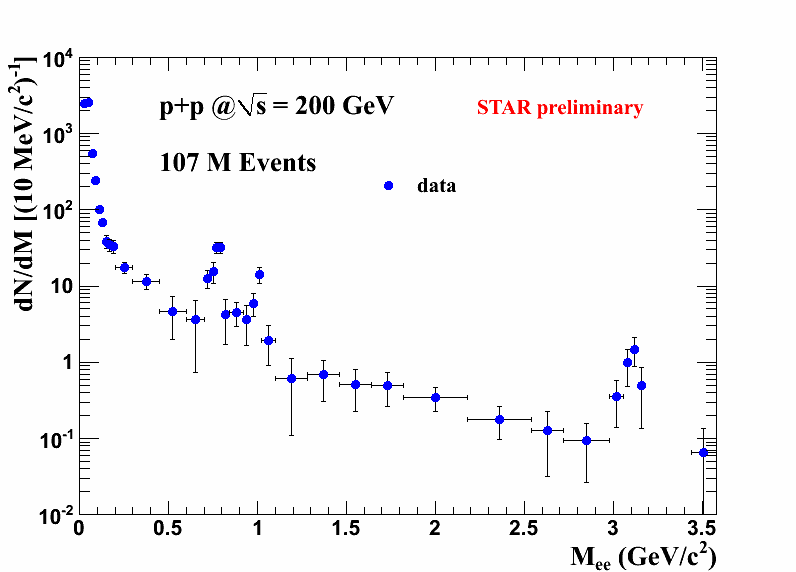 p+p @√s = 200 GeV
STAR preliminary
107 M Events
data
dN/dM [(10 MeV/c²)⁻¹]
10⁴
10³
10²
10
1
10⁻¹
10⁻²
0 0.5 1 1.5 2 2.5 3 3.5
Mₑₑ (GeV/c²)